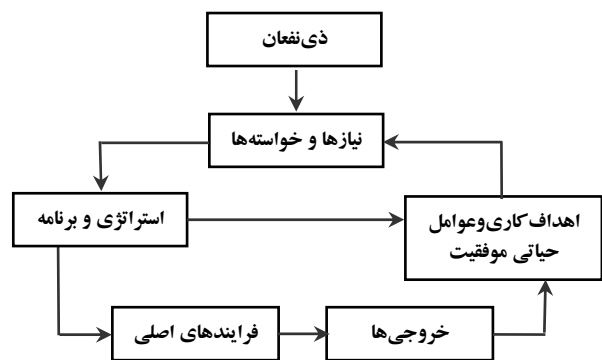 ذی‌نفعان
نیازها و خواسته‌ها
استراتژی و برنامه
اهداف‌کاری‌وعوامل
حیاتی موفقیت
فرایندهای اصلی
خروجی‌ها